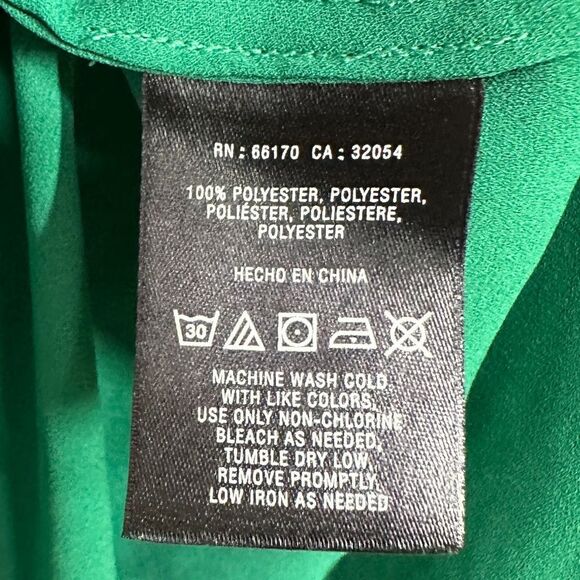 RN: 66170 CA: 32054
100% POLYESTER, POLYESTER,
POLIÉSTER, POLIESTERE,
POLYESTER
HECHO EN CHINA
30
MACHINE WASH COLD
WITH LIKE COLORS,
USE ONLY NON-CHLORINE
BLEACH AS NEEDED,
TUMBLE DRY LOW,
REMOVE PROMPTLY,
LOW IRON AS NEEDED